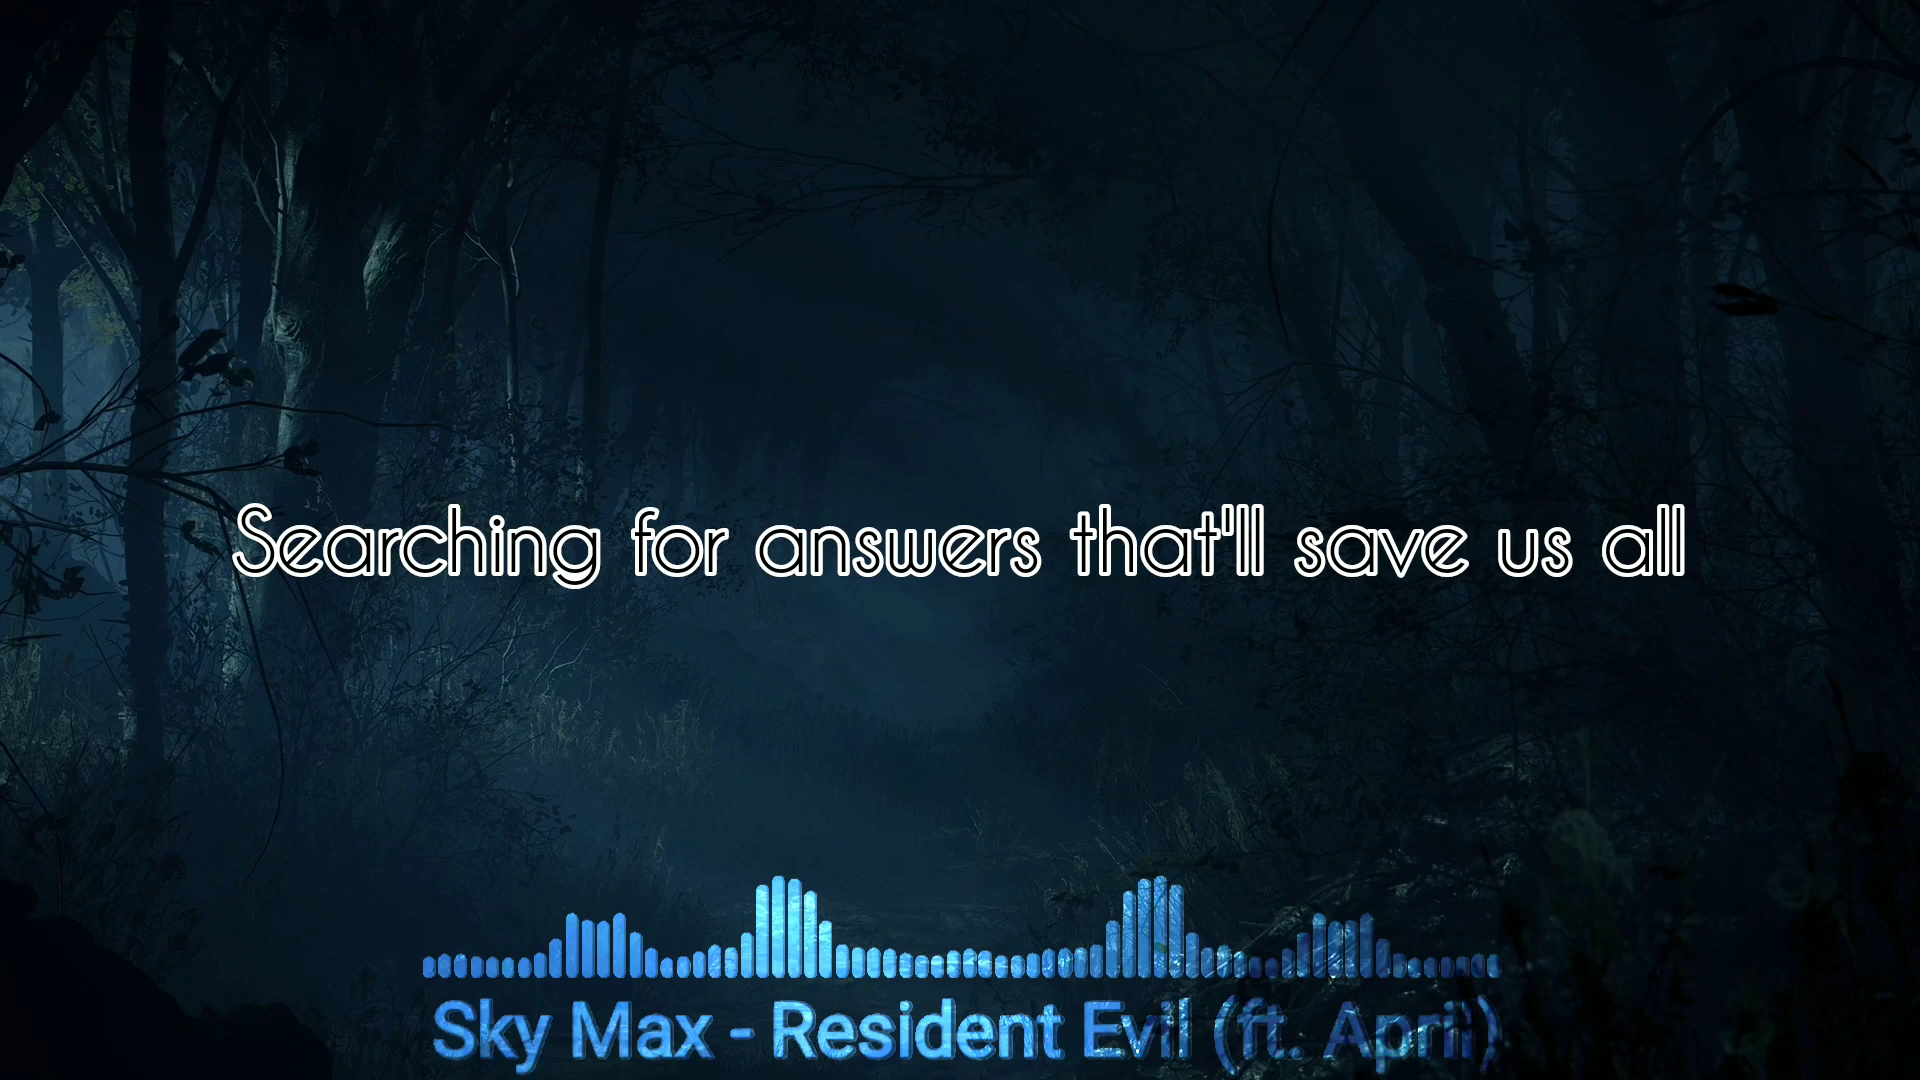 Searching for answers that'll save us all
Sky Max - Resident Evil (ft. April)